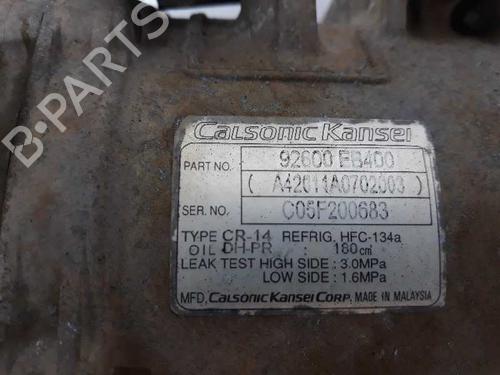 Calsonic Kansei
PART NO. 92600 EB400
( A42011A0702003 )
SER.NO. C05F200683
TYPE CR-14 REFRIG. HFC-134a
OIL DH-PR : 180cm³
LEAK TEST HIGH SIDE : 3.0MPa
LOW SIDE : 1.6MPa
MFD. CALSONIC KANSEI CORP. MADE IN MALAYSIA
B-PARTS